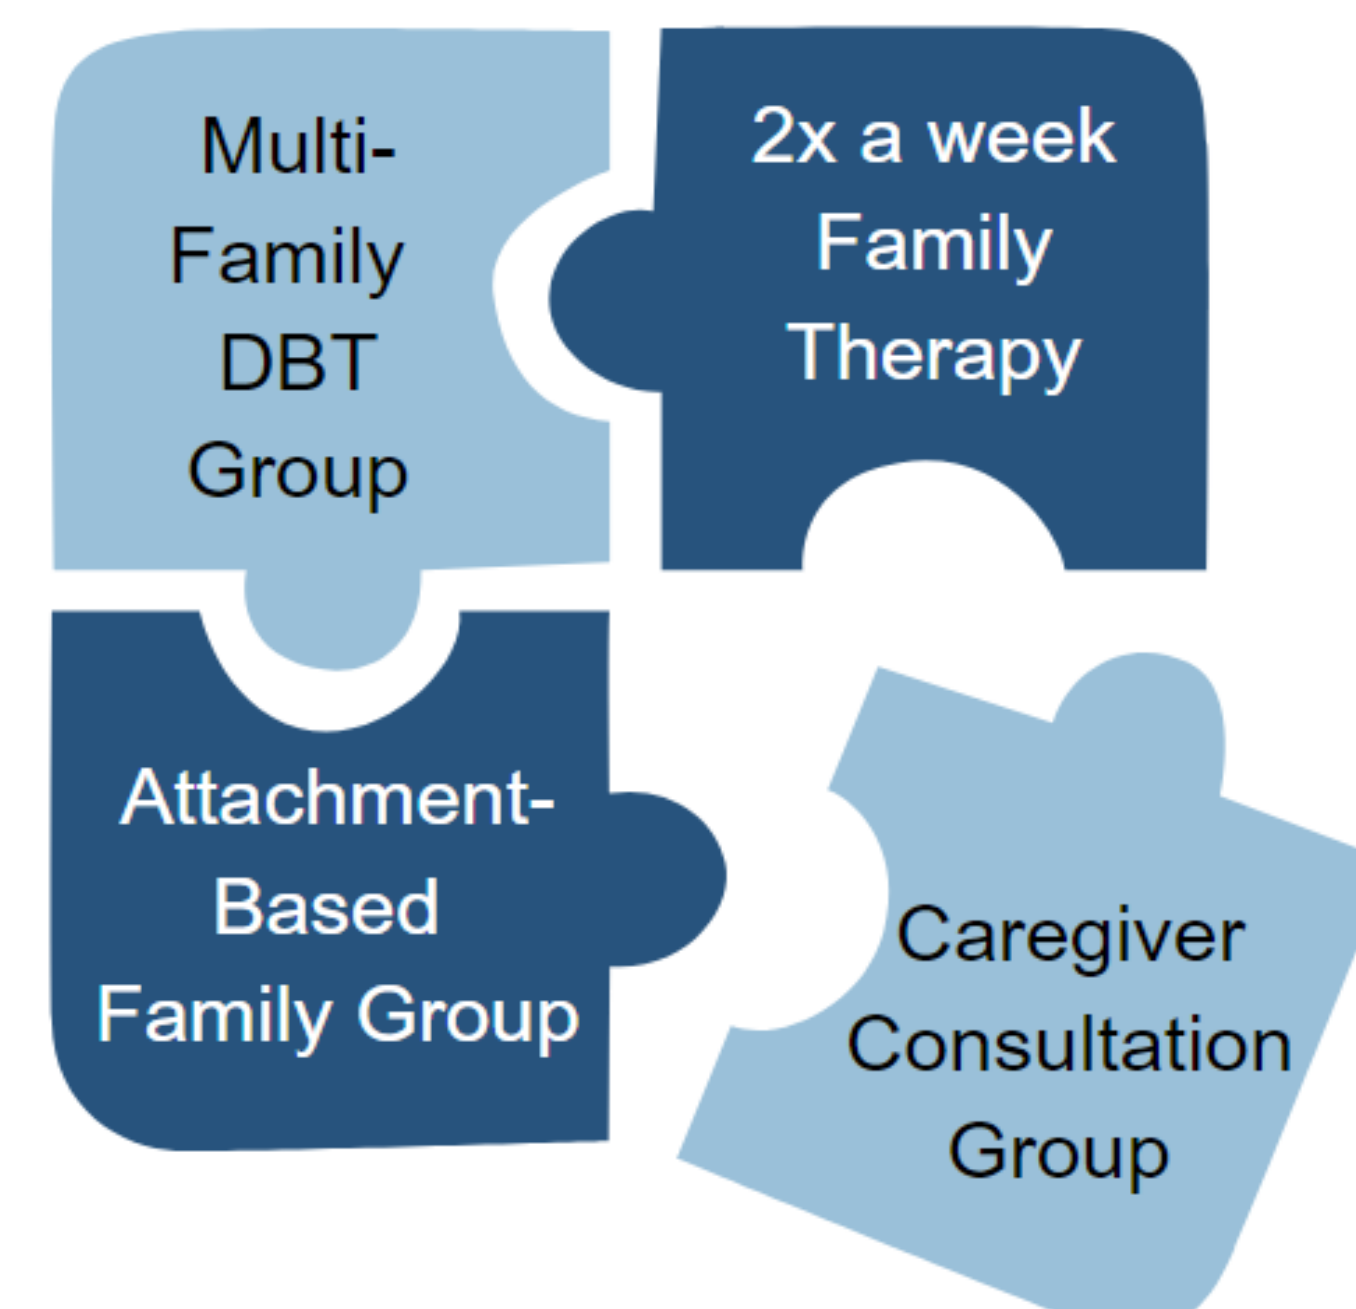 Multi-
Family
DBT
Group
2x a week
Family
Therapy
Attachment-
Based
Family Group
Caregiver
Consultation
Group